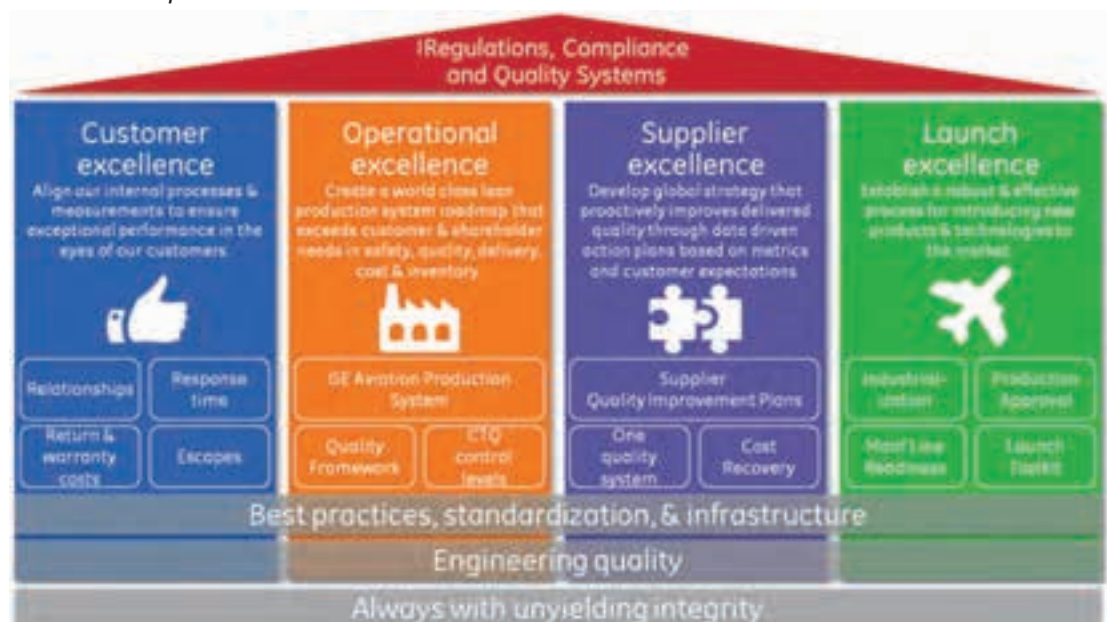 Regulations, Compliance
and Quality Systems
Customer
excellence
Align our internal processes &
measurements to ensure
exceptional performance in the
eyes of our customers
Operational
excellence
Create a world class lean
production system roadmap that
exceeds customer & shareholder
needs in safety, quality, delivery,
cost & inventory
Supplier
excellence
Develop global strategy that
proactively improves delivered
quality through data driven
action plans based on metrics
and customer expectations
Launch
excellence
Establish a robust & effective
process for introducing new
products & technologies to
the market
Relationships
Response
time
Return &
warranty
costs
Escapes
GE Aviation Production
System
Quality
Framework
CTQ
control
levels
Supplier
Quality Improvement Plans
One
quality
system
Cost
Recovery
Industrial-
ization
Production
Approval
Readiness
Launch
Toolkit
Best practices, standardization, & infrastructure
Engineering quality
Always with unyielding integrity